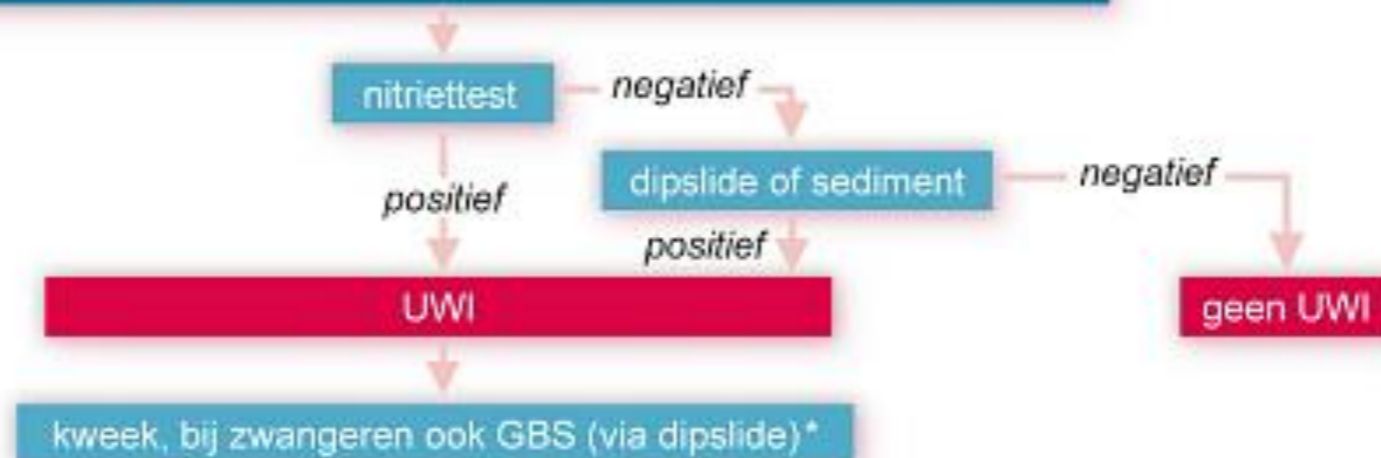 nitriettest
negatief
dipslide of sediment
negatief
positief
positief
UWI
geen UWI
kweek, bij zwangeren ook GBS (via dipslide)*